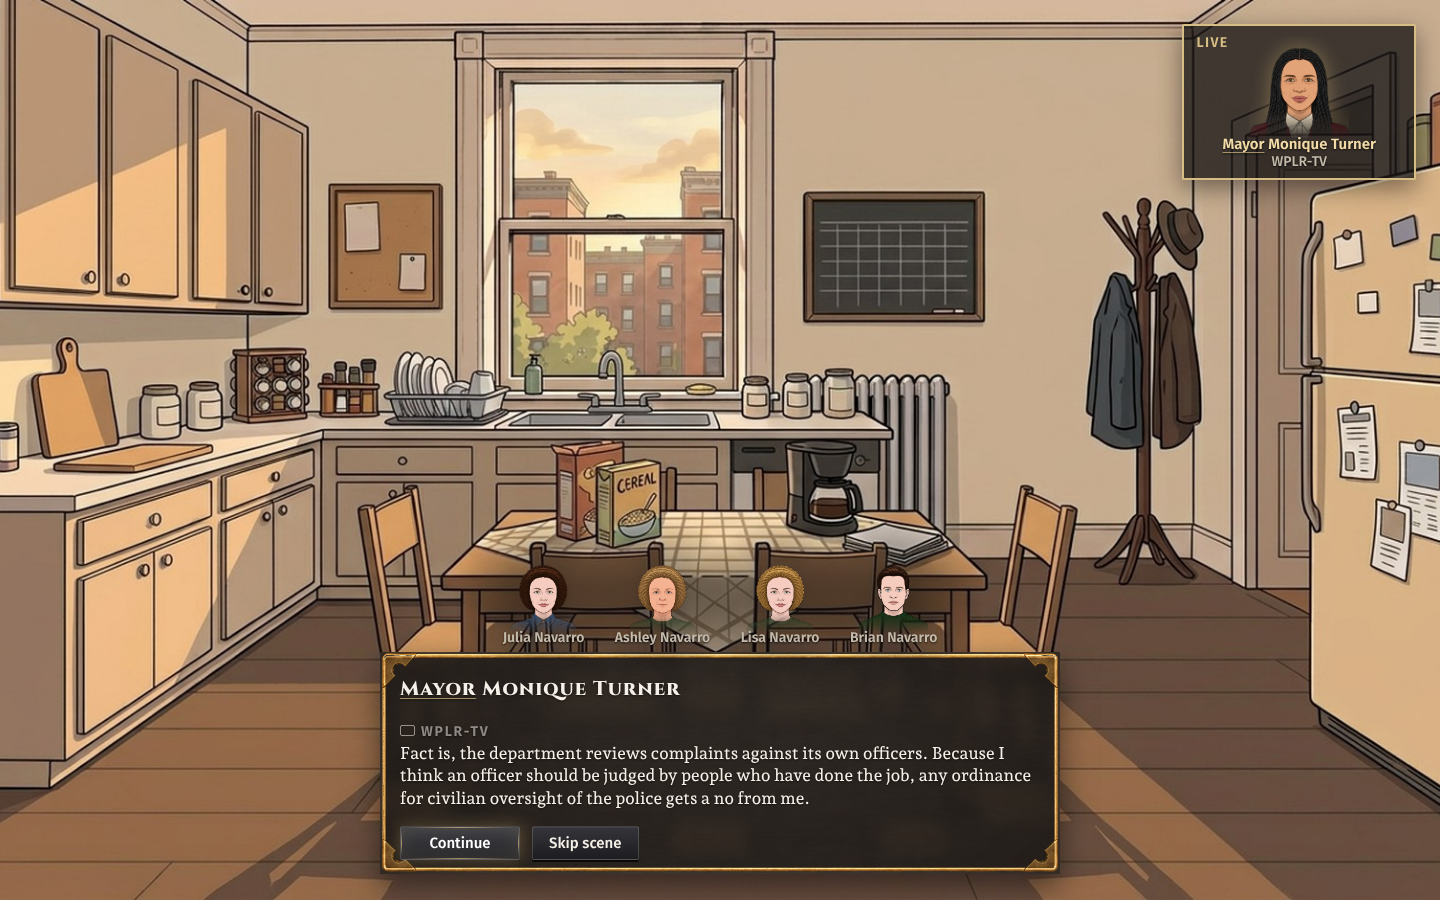 LIVE
Mayor Monique Turner
WPLR-TV
CEREAL
Julia Navarro
Ashley Navarro
Lisa Navarro
Brian Navarro
Mayor Monique Turner
WPLR-TV
Fact is, the department reviews complaints against its own officers. Because I
think an officer should be judged by people who have done the job, any ordinance
for civilian oversight of the police gets a no from me.
Continue
Skip scene